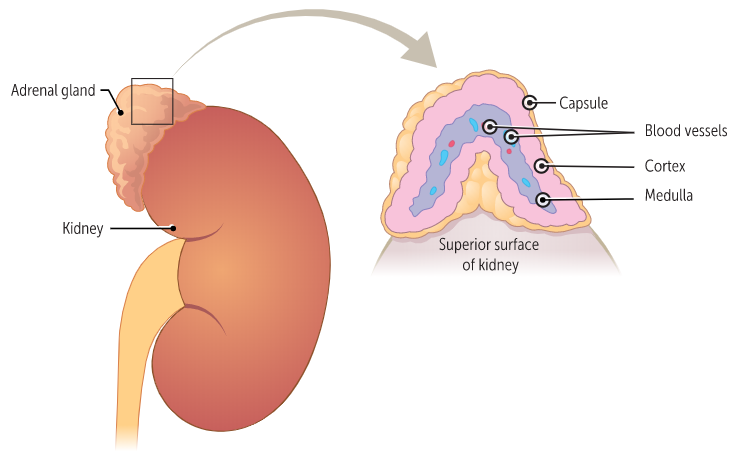 Adrenal gland
Kidney
Capsule
Blood vessels
Cortex
Medulla
Superior surface
of kidney